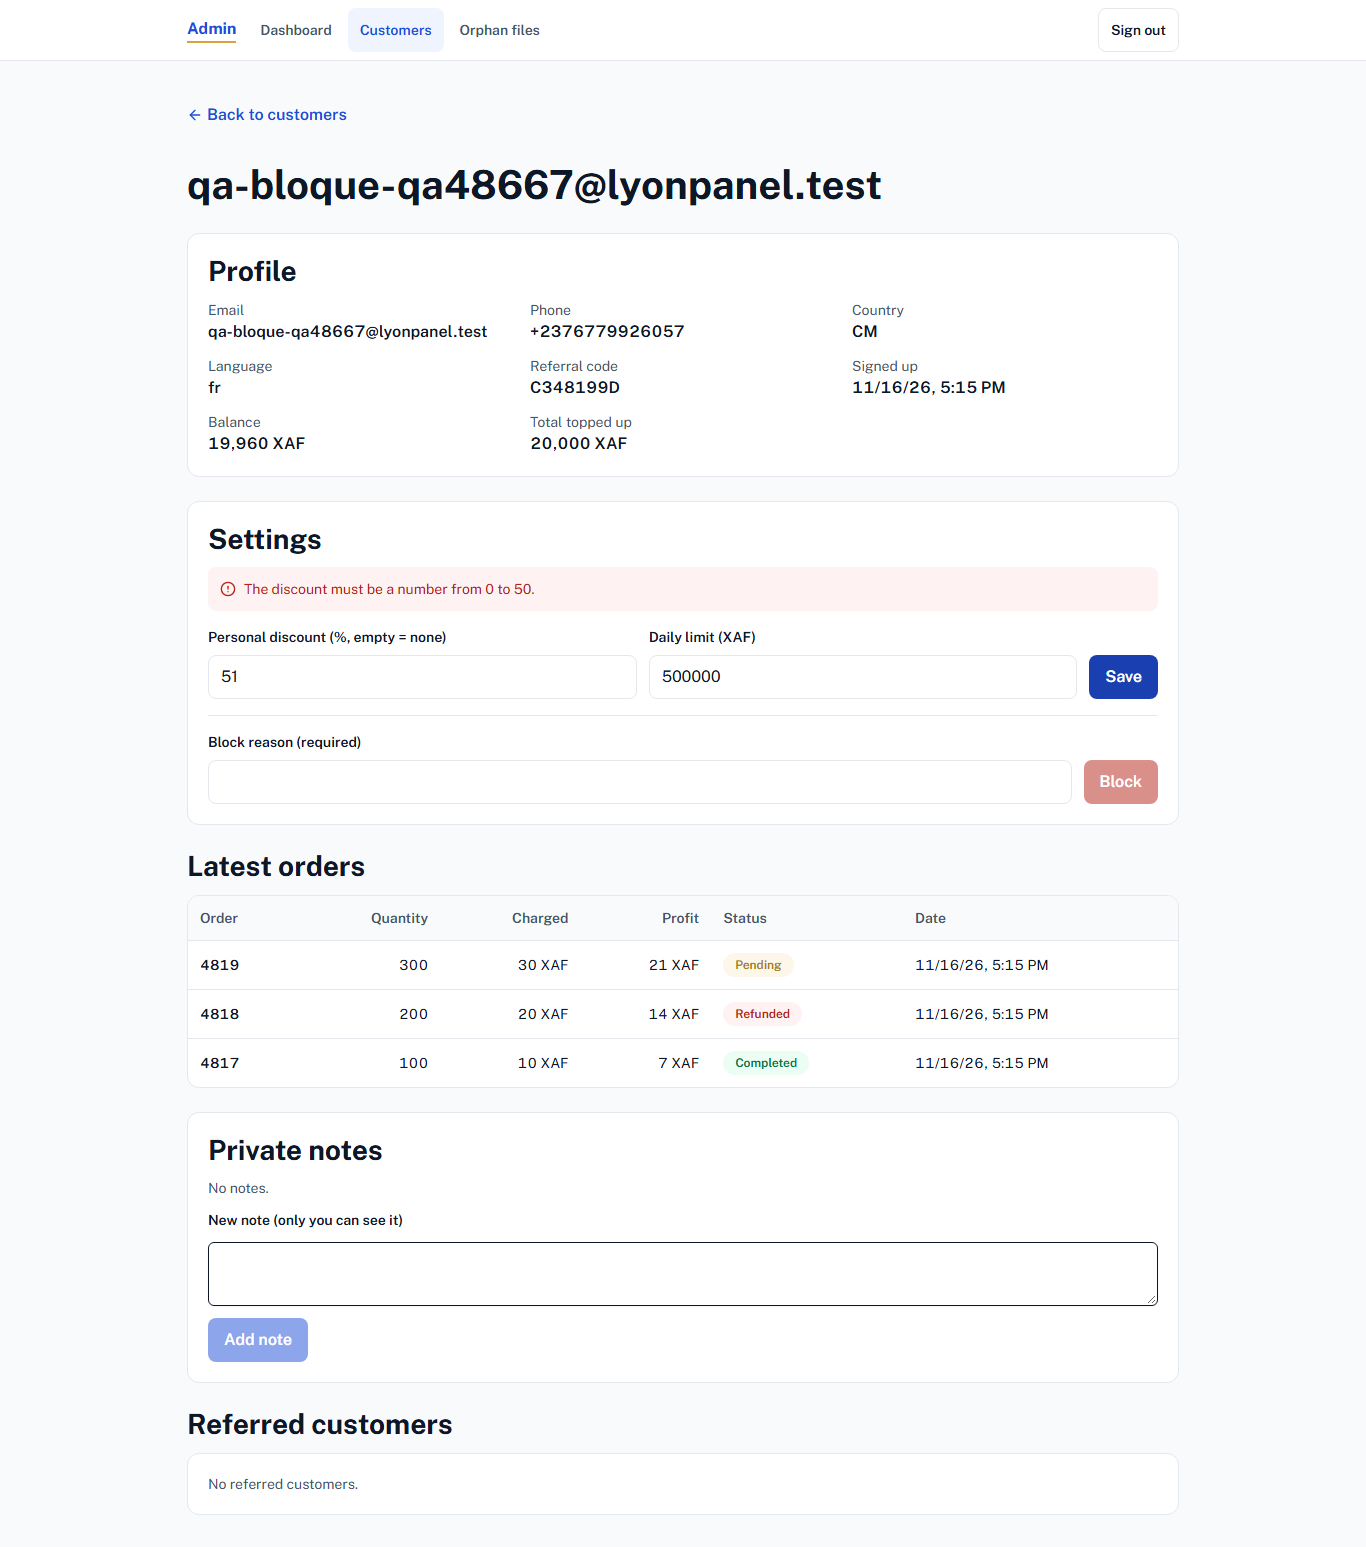 Admin Dashboard Customers Orphan files Sign out
← Back to customers
qa-bloque-qa48667@lyonpanel.test
Profile
Email Phone Country
qa-bloque-qa48667@lyonpanel.test +2376779926057 CM
Language Referral code Signed up
fr C348199D 11/16/26, 5:15 PM
Balance Total topped up
19,960 XAF 20,000 XAF
Settings
The discount must be a number from 0 to 50.
Personal discount (%, empty = none) Daily limit (XAF)
51 500000 Save
Block reason (required)
Block
Latest orders
Order Quantity Charged Profit Status Date
4819 300 30 XAF 21 XAF Pending 11/16/26, 5:15 PM
4818 200 20 XAF 14 XAF Refunded 11/16/26, 5:15 PM
4817 100 10 XAF 7 XAF Completed 11/16/26, 5:15 PM
Private notes
No notes.
New note (only you can see it)
Add note
Referred customers
No referred customers.